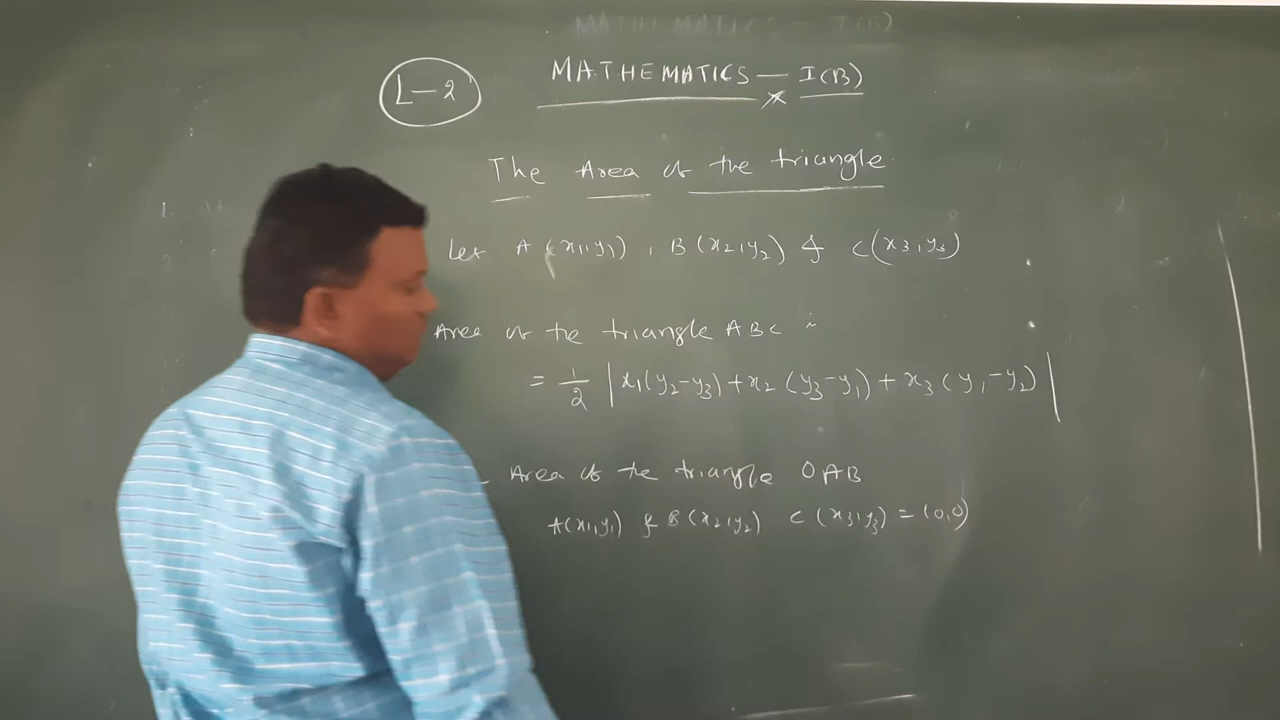 MATHEMATICS — I(B)
L-2
MATHEMATICS — I(B)
The Area of the triangle
Let A(x₁,y₁), B(x₂,y₂) & C(x₃,y₃)
Area of the triangle ABC is
= 1/2 |x₁(y₂-y₃)+x₂(y₃-y₁)+x₃(y₁-y₂)|
Area of the triangle OAB
A(x₁,y₁) & B(x₂,y₂) C(x₃,y₃) = (0,0)